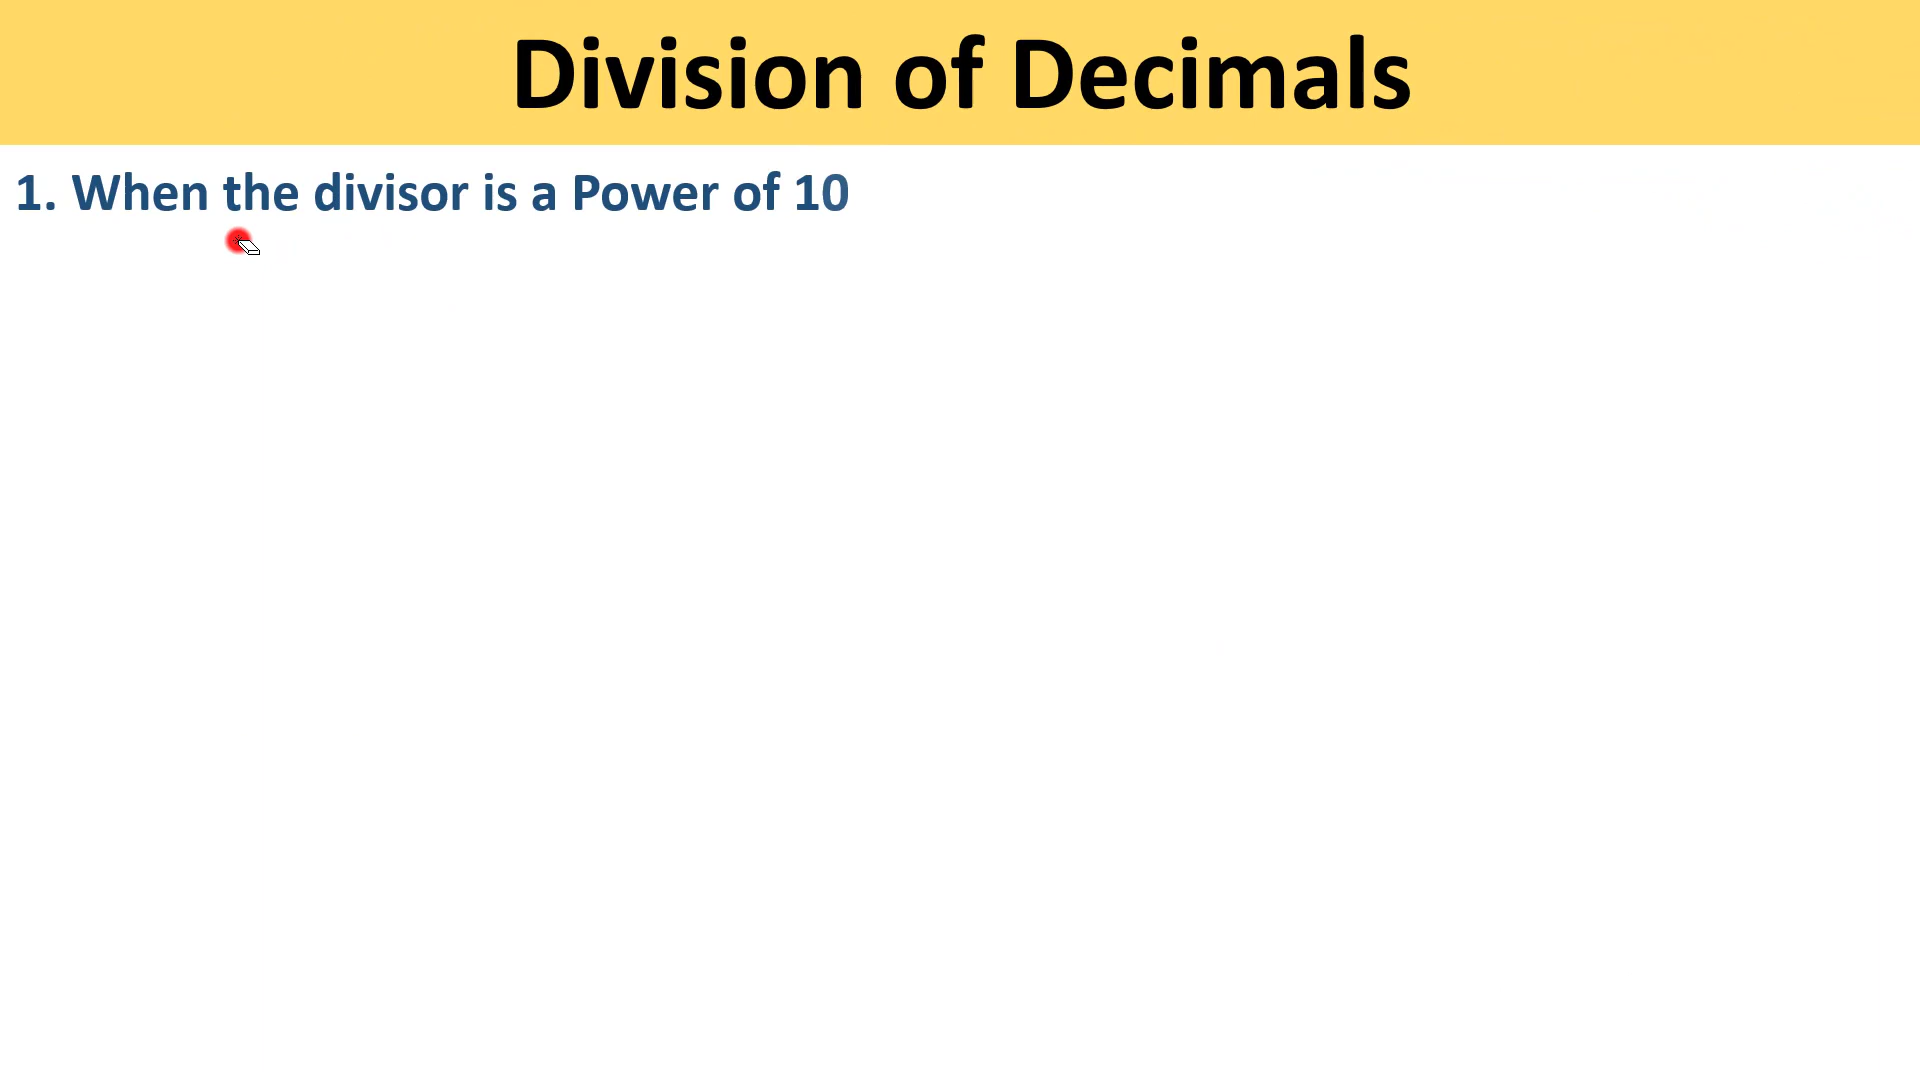 Division of Decimals
1. When the divisor is a Power of 10